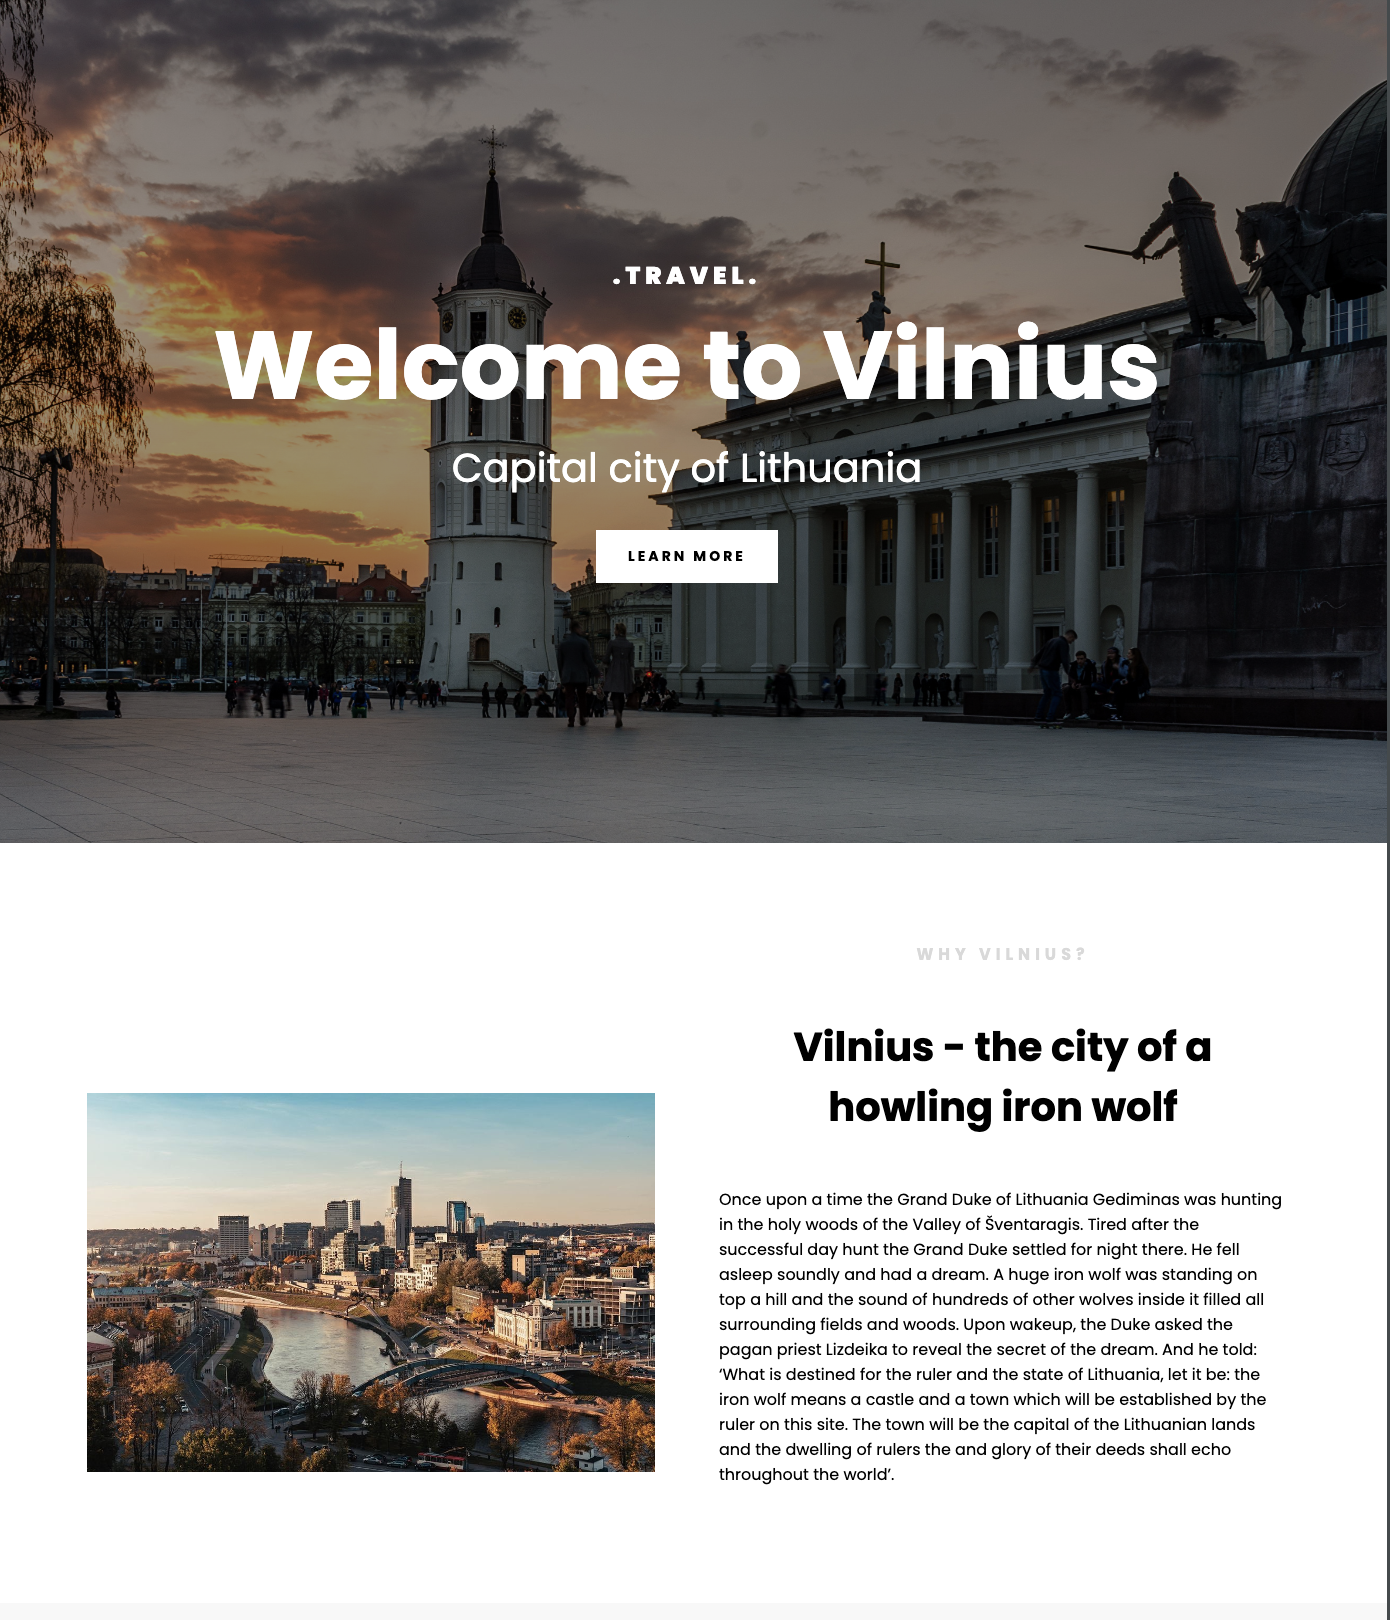 .TRAVEL.
Welcome to Vilnius
Capital city of Lithuania
LEARN MORE
WHY VILNIUS?
Vilnius - the city of a
howling iron wolf
Once upon a time the Grand Duke of Lithuania Gediminas was hunting
in the holy woods of the Valley of Šventaragis. Tired after the
successful day hunt the Grand Duke settled for night there. He fell
asleep soundly and had a dream. A huge iron wolf was standing on
top a hill and the sound of hundreds of other wolves inside it filled all
surrounding fields and woods. Upon wakeup, the Duke asked the
pagan priest Lizdeika to reveal the secret of the dream. And he told:
‘What is destined for the ruler and the state of Lithuania, let it be: the
iron wolf means a castle and a town which will be established by the
ruler on this site. The town will be the capital of the Lithuanian lands
and the dwelling of rulers the and glory of their deeds shall echo
throughout the world’.